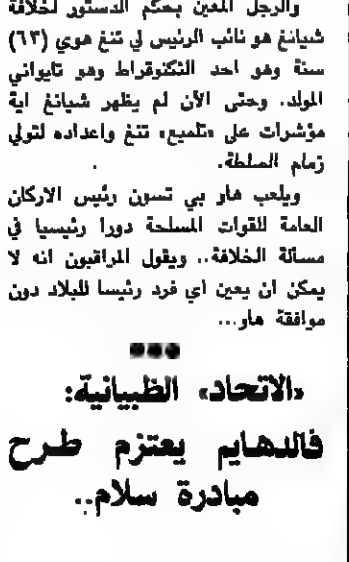 والرجل المعين بحكم الدستور لخلافة
شيانغ هو نائب الرئيس لي تنغ هوي (٦٣)
سنة وهو احد التكنوقراط وهو تايواني
المولد. وحتى الأن لم يظهر شيانغ اية
مؤشرات على «تلميع» تنغ واعداده لتولي
زمام السلطة.
ويلعب هاو بي تسون رئيس الاركان
العامة للقوات المسلحة دورا رئيسيا في
مسألة الخلافة.. ويقول المراقبون انه لا
يمكن ان يعين اي فرد رئيسا للبلاد دون
موافقة هاو...
«الاتحاد» الظبيانية:
فالدهايم يعتزم طرح
مبادرة سلام..